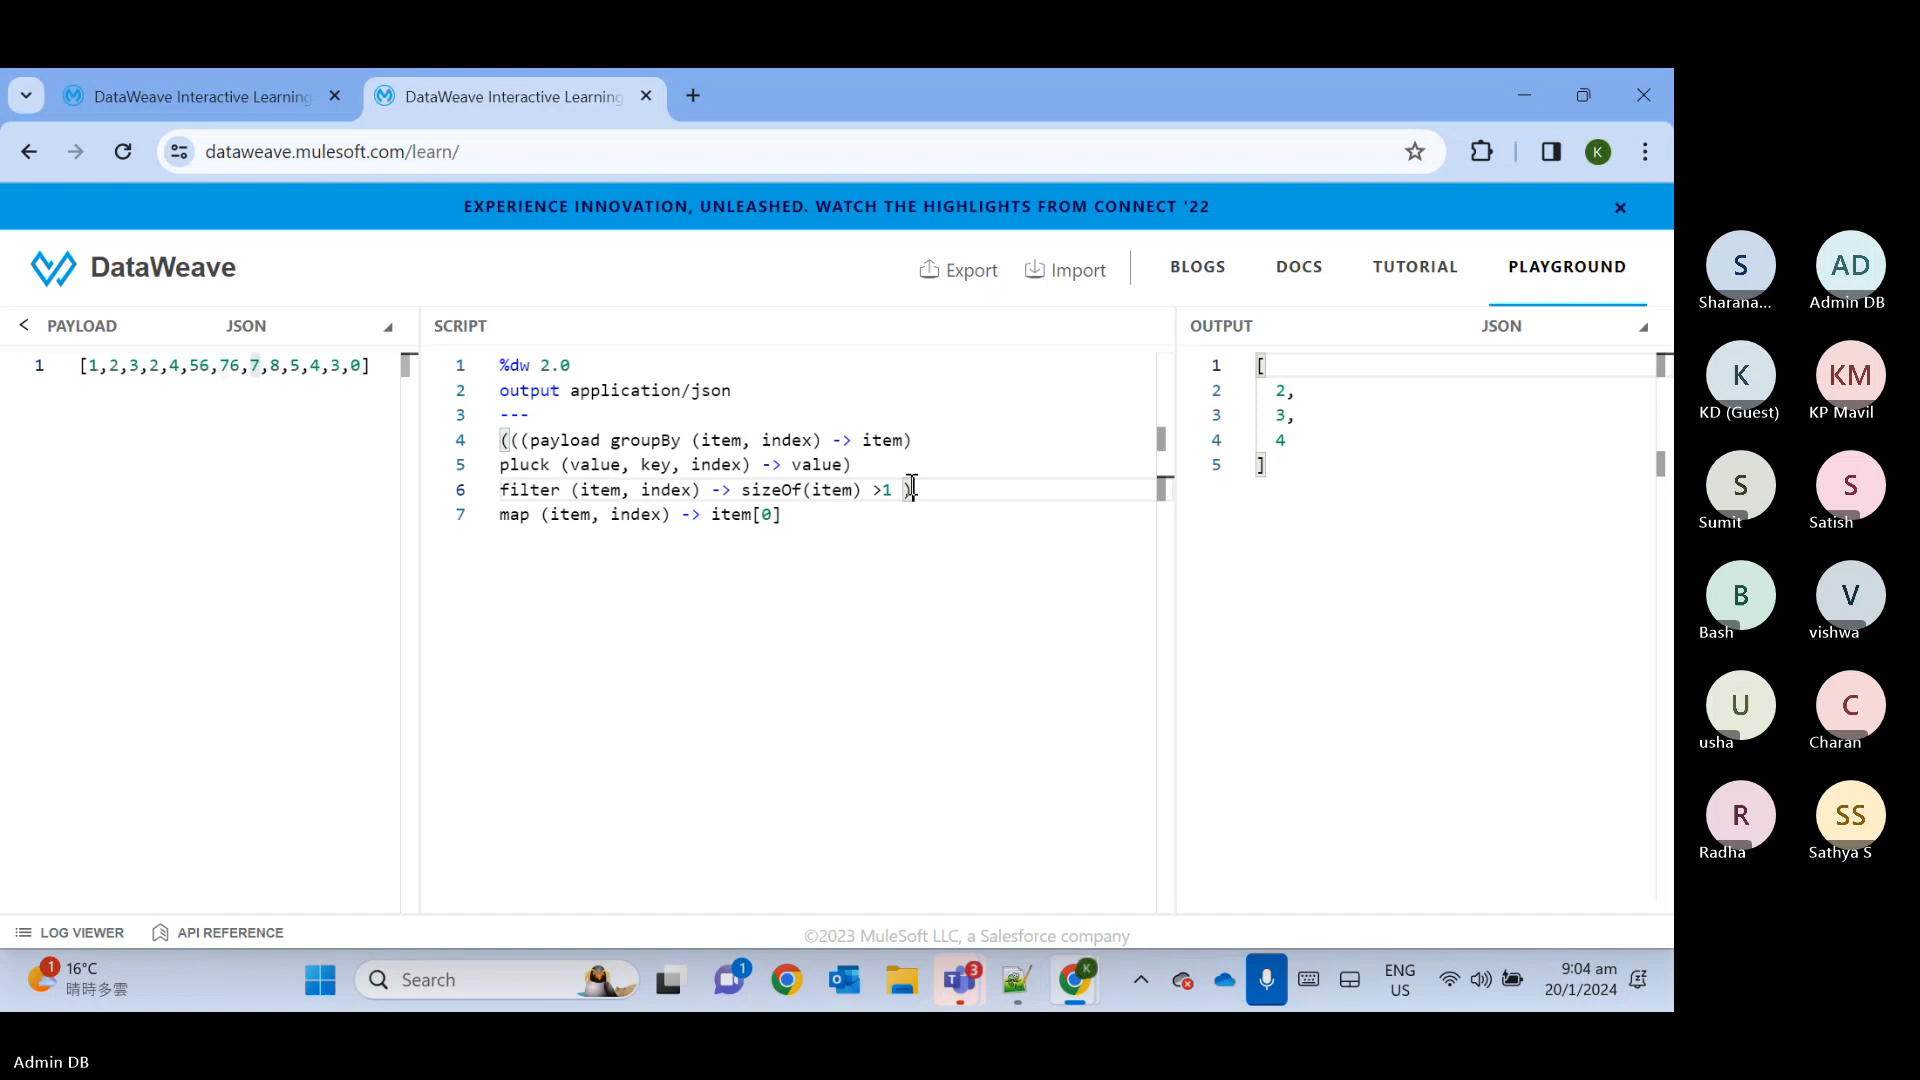 DataWeave Interactive Learning
DataWeave Interactive Learning
dataweave.mulesoft.com/learn/
K
EXPERIENCE INNOVATION, UNLEASHED. WATCH THE HIGHLIGHTS FROM CONNECT '22
DataWeave
Export
Import
BLOGS
DOCS
TUTORIAL
PLAYGROUND
PAYLOAD
JSON
SCRIPT
OUTPUT
JSON
1 [1,2,3,2,4,56,76,7,8,5,4,3,0]
1 %dw 2.0
2 output application/json
3 ---
4 (((payload groupBy (item, index) -> item)
5 pluck (value, key, index) -> value)
6 filter (item, index) -> sizeOf(item) >1 )
7 map (item, index) -> item[0]
1 [
2 2,
3 3,
4 4
5 ]
LOG VIEWER
API REFERENCE
©2023 MuleSoft LLC, a Salesforce company
1
16°C
晴時多雲
Search
1
3
K
ENG
US
9:04 am
20/1/2024
S
Sharana...
AD
Admin DB
K
KD (Guest)
KM
KP Mavil
S
Sumit
S
Satish
B
Bash
V
vishwa
U
usha
C
Charan
R
Radha
SS
Sathya S
Admin DB